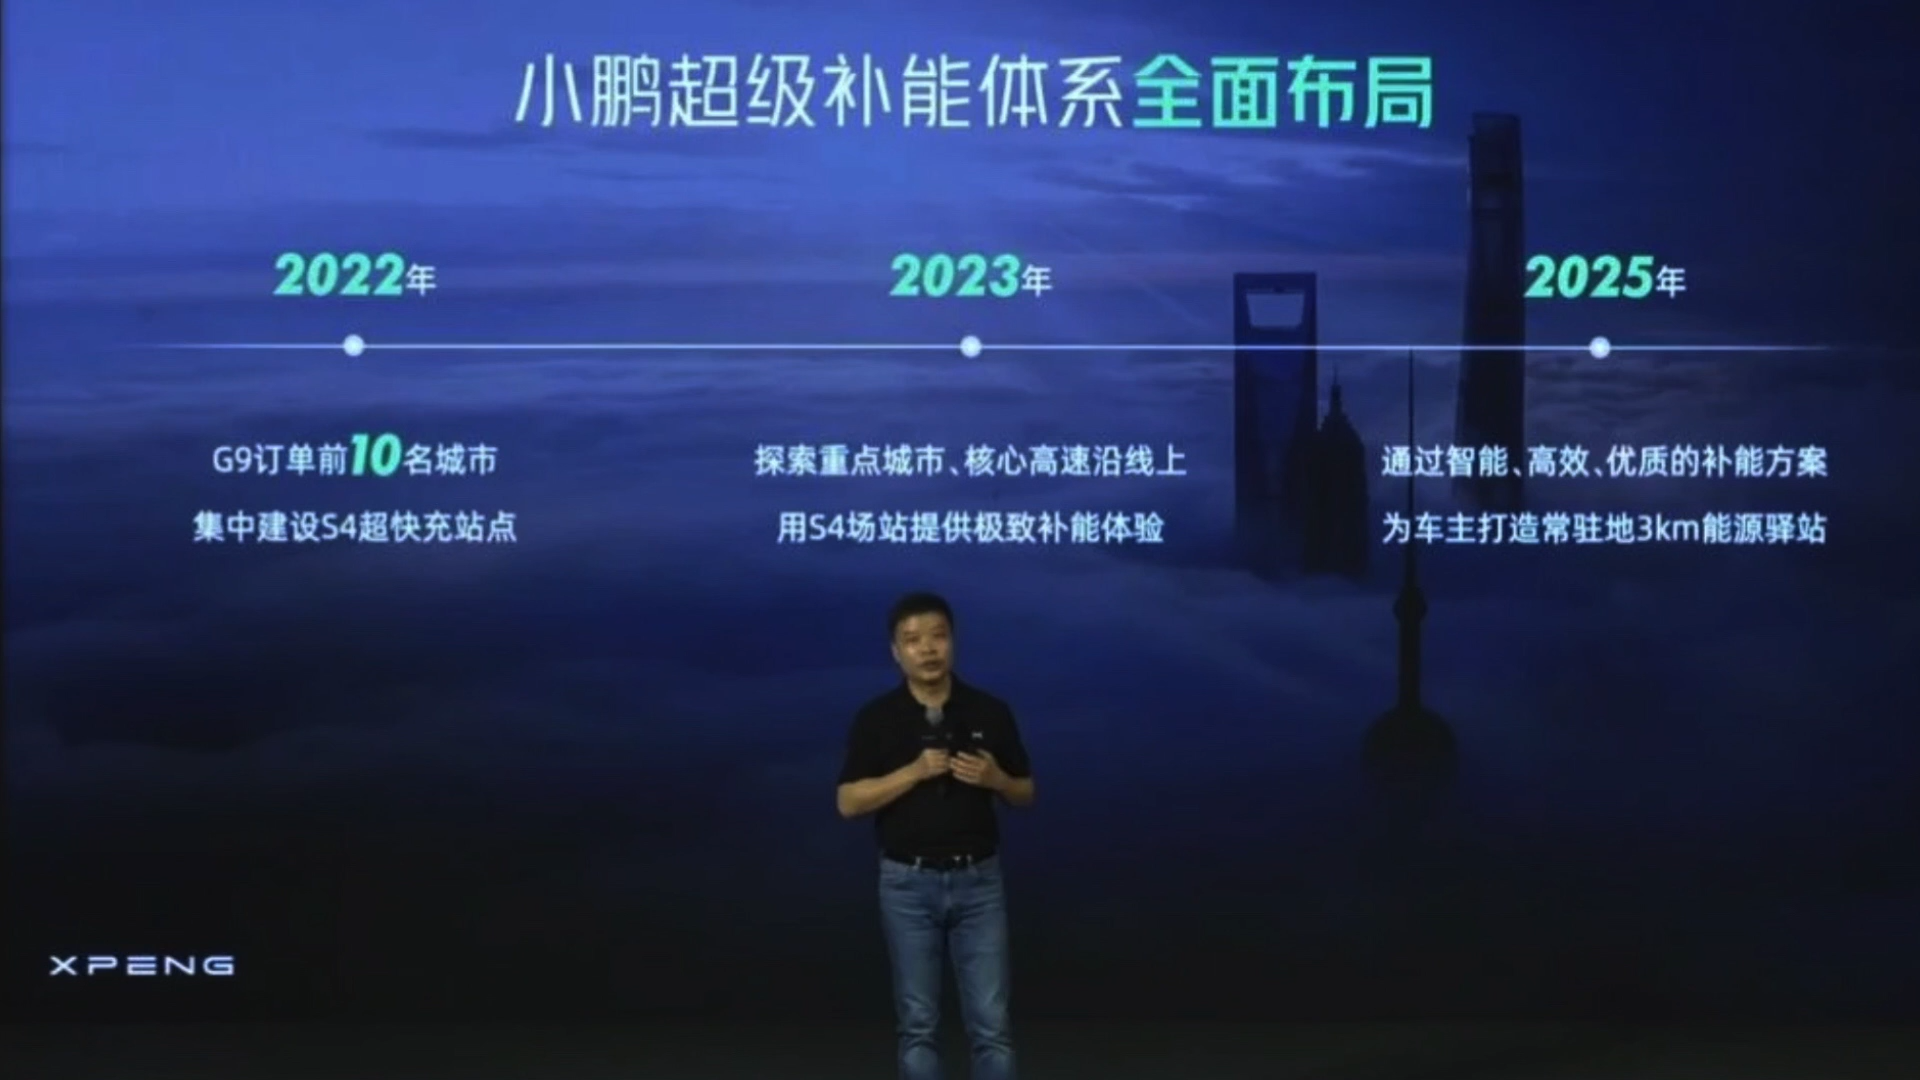 小鹏超级补能体系全面布局
2022年
2023年
2025年
G9订单前10名城市
集中建设S4超快充站点
探索重点城市、核心高速沿线上
用S4场站提供极致补能体验
通过智能、高效、优质的补能方案
为车主打造常驻地3km能源驿站
XPENG